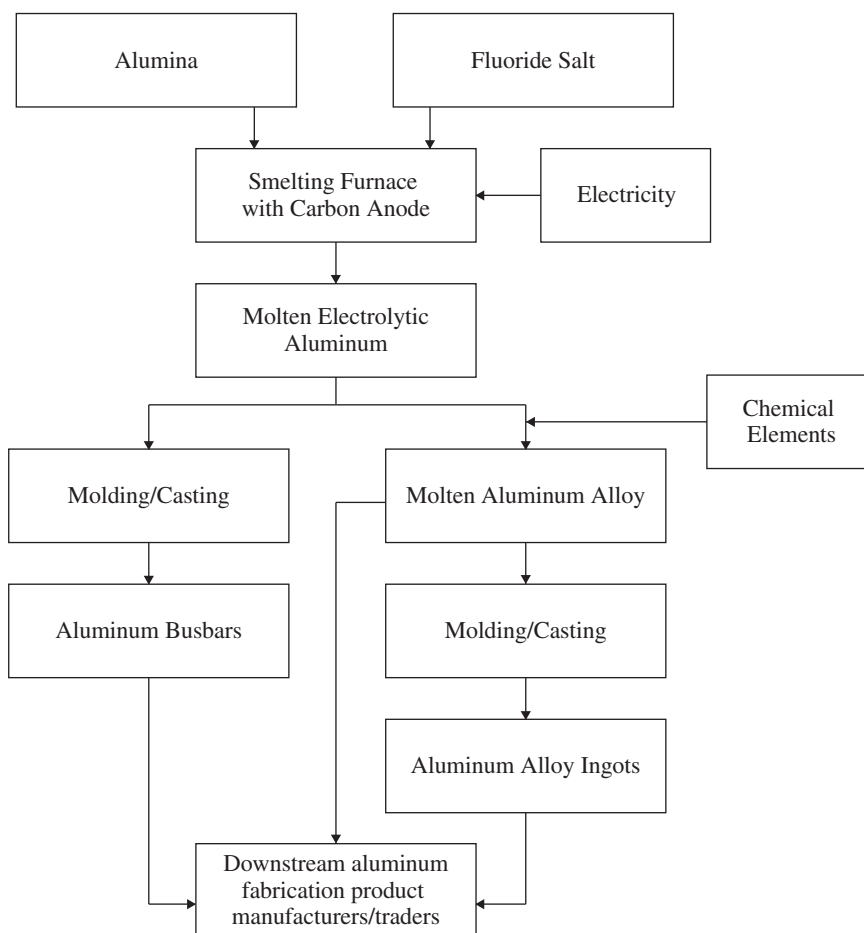 Alumina
Fluoride Salt
Smelting Furnace
with Carbon Anode
Electricity
Molten Electrolytic
Aluminum
Chemical
Elements
Molding/Casting
Molten Aluminum Alloy
Aluminum Busbars
Molding/Casting
Aluminum Alloy Ingots
Downstream aluminum
fabrication product
manufacturers/traders